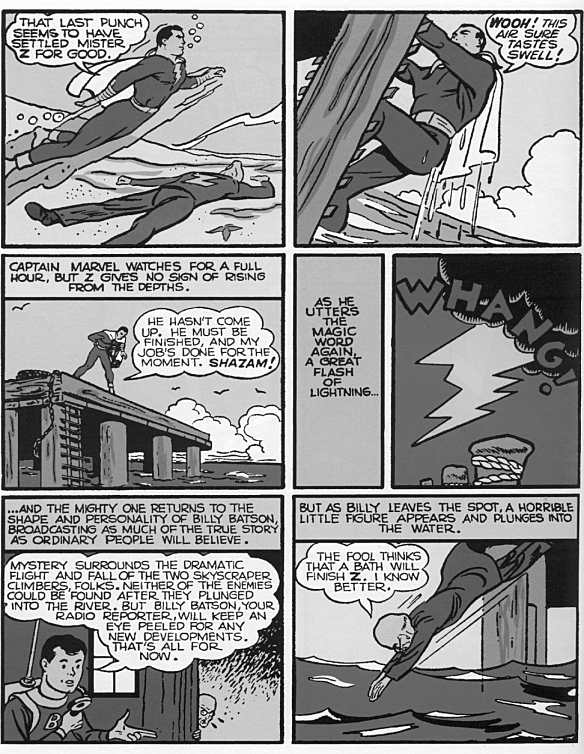 THAT LAST PUNCH
SEEMS TO HAVE
SETTLED MISTER
Z FOR GOOD.
WOOH! THIS
AIR SURE
TASTES
SWELL!
CAPTAIN MARVEL WATCHES FOR A FULL
HOUR, BUT Z GIVES NO SIGN OF RISING
FROM THE DEPTHS.
HE HASN'T COME
UP. HE MUST BE
FINISHED, AND MY
JOB'S DONE FOR THE
MOMENT. SHAZAM!
AS HE
UTTERS
THE
MAGIC
WORD
AGAIN,
A GREAT
FLASH
OF
LIGHTNING...
WHANG!
...AND THE MIGHTY ONE RETURNS TO THE
SHAPE AND PERSONALITY OF BILLY BATSON,
BROADCASTING AS MUCH OF THE TRUE STORY
AS ORDINARY PEOPLE WILL BELIEVE.
MYSTERY SURROUNDS THE DRAMATIC
FLIGHT AND FALL OF THE TWO SKYSCRAPER
CLIMBERS, FOLKS. NEITHER OF THE ENEMIES
COULD BE FOUND AFTER THEY PLUNGED
INTO THE RIVER. BUT BILLY BATSON, YOUR
RADIO REPORTER, WILL KEEP AN
EYE PEELED FOR ANY
NEW DEVELOPMENTS.
THAT'S ALL FOR
NOW.
B
BUT AS BILLY LEAVES THE SPOT, A HORRIBLE
LITTLE FIGURE APPEARS AND PLUNGES INTO
THE WATER.
THE FOOL THINKS
THAT A BATH WILL
FINISH Z. I KNOW
BETTER.